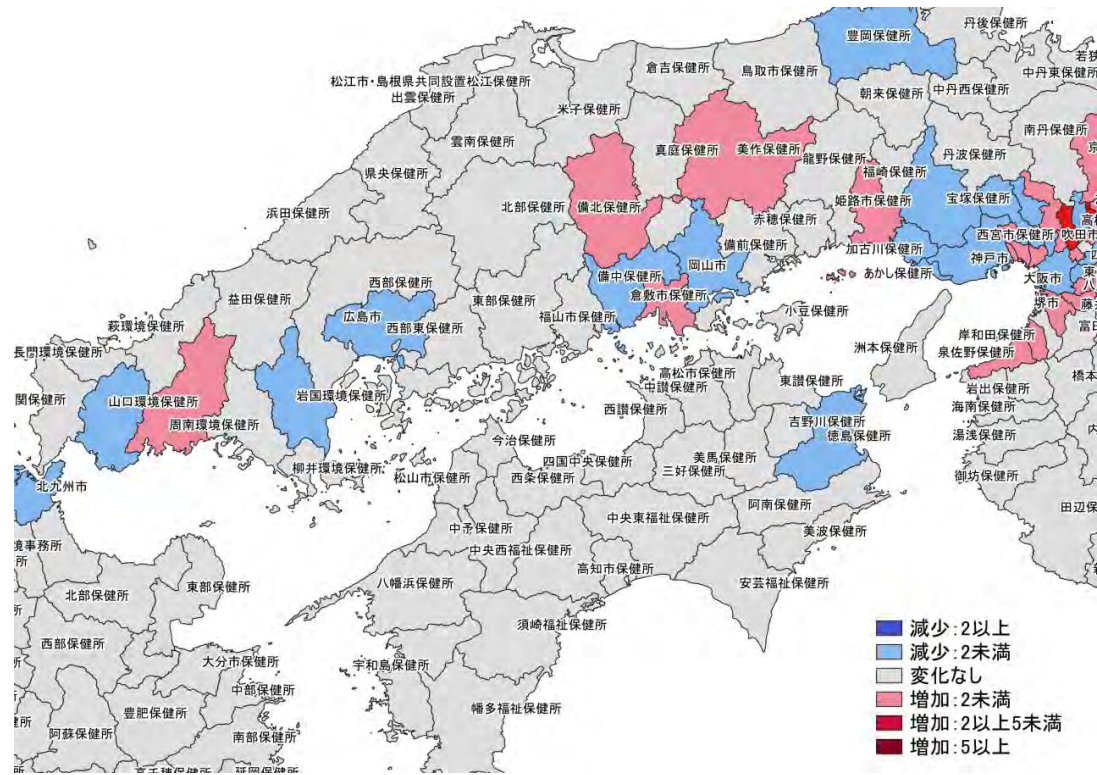 豊岡保健所
丹後保健所
若狭
中丹東保健所
松江市・島根県共同設置松江保健所
倉吉保健所
鳥取市保健所
出雲保健所
米子保健所
朝来保健所
中丹西保健所
雲南保健所
南丹保健所
京
真庭保健所
美作保健所
龍野保健所
丹波保健所
県央保健所
福崎保健所
浜田保健所
北部保健所
備北保健所
姫路市保健所
宝塚保健所
赤穂保健所
高槻
備前保健所
西宮市保健所
吹田市
加古川保健所
神戸市
西部保健所
備中保健所
岡山市
あかし保健所
大阪市
東
益田保健所
東部保健所
倉敷市保健所
八
広島市
福山市保健所
小豆保健所
堺市
藤
萩環境保健所
西部東保健所
岸和田保健所
富田
長門環境保健所
洲本保健所
泉佐野保健所
高松市保健所
東讃保健所
橋本
中讃保健所
岩出保健所
関保健所
山口環境保健所
岩国環境保健所
西讃保健所
海南保健所
周南環境保健所
吉野川保健所
徳島保健所
湯浅保健所
今治保健所
美馬保健所
四国中央保健所
柳井環境保健所
三好保健所
御坊保健所
松山市保健所
西条保健所
北九州市
阿南保健所
田辺保
中央東福祉保健所
中予保健所
美波保健所
境事務所
中央西福祉保健所
高知市保健所
八幡浜保健所
安芸福祉保健所
東部保健所
北部保健所
須崎福祉保健所
減少：2以上
西部保健所
減少：2未満
大分市保健所
宇和島保健所
変化なし
中部保健所
増加：2未満
豊肥保健所
幡多福祉保健所
増加：2以上5未満
阿蘇保健所
南部保健所
増加：5以上
高千穂保健所
延岡保健所